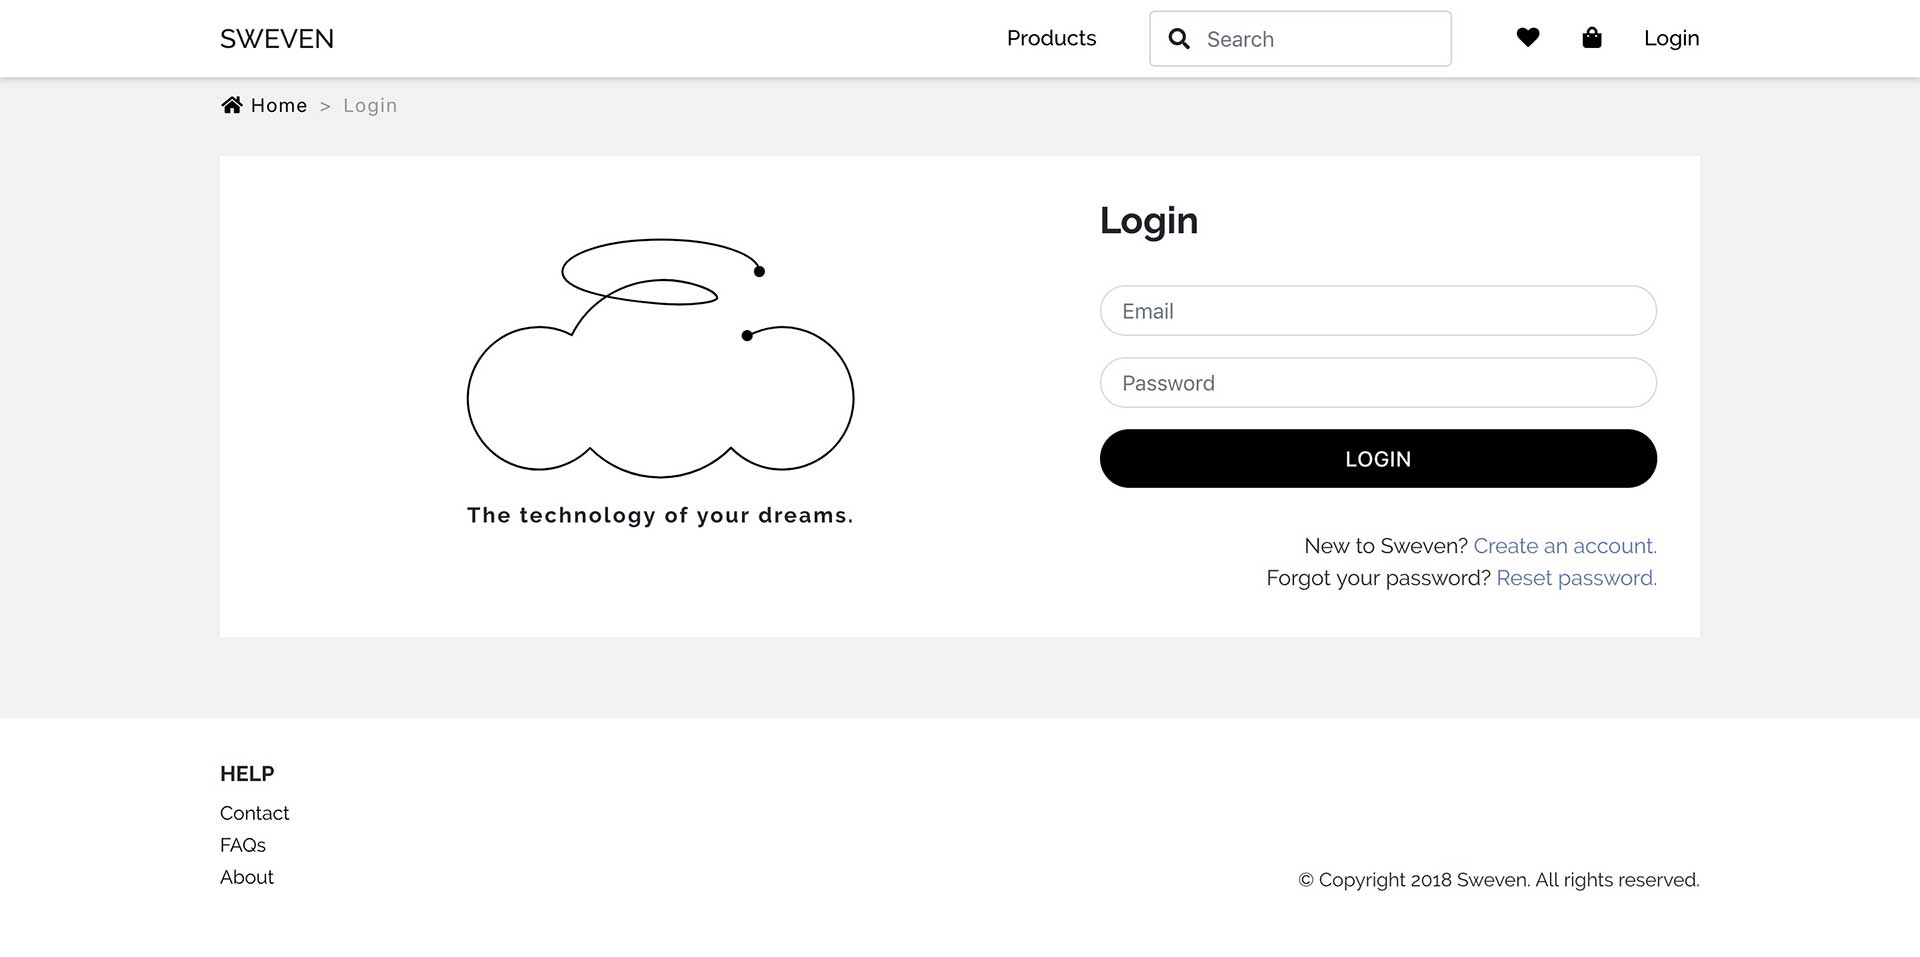 SWEVEN Products Search Login
Home > Login
Login
Email
Password
LOGIN
The technology of your dreams.
New to Sweven? Create an account.
Forgot your password? Reset password.
HELP
Contact
FAQs
About
© Copyright 2018 Sweven. All rights reserved.